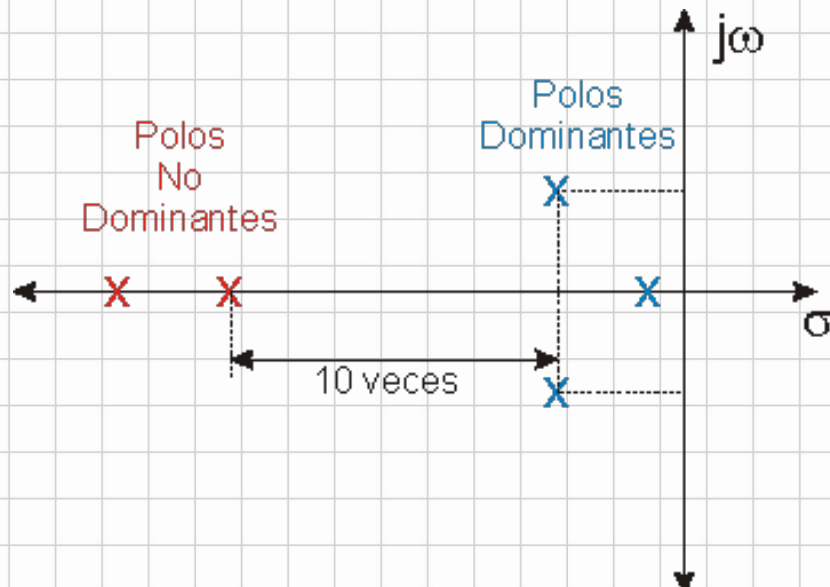 jω
Polos
Dominantes
Polos
No
Dominantes
X
X
X
X
σ
10 veces
X